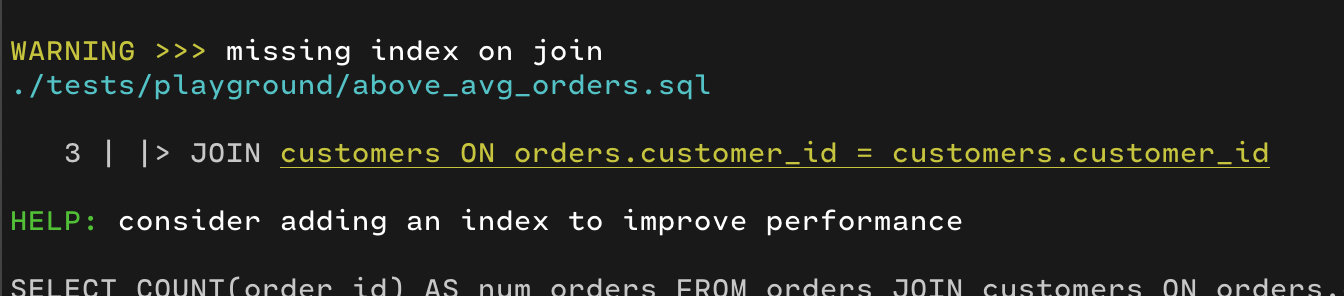 WARNING >>> missing index on join
./tests/playground/above_avg_orders.sql
3 | |> JOIN customers ON orders.customer_id = customers.customer_id
HELP: consider adding an index to improve performance
SELECT COUNT(order_id) AS num_orders FROM orders JOIN customers ON orders.